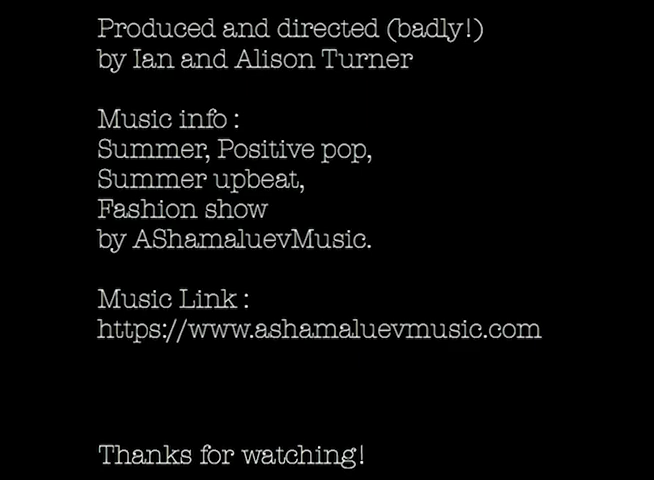 Produced and directed (badly!)
by Ian and Alison Turner
Music info :
Summer, Positive pop,
Summer upbeat,
Fashion show
by AShamaluevMusic.
Music Link :
https://www.ashamaluevmusic.com
Thanks for watching!